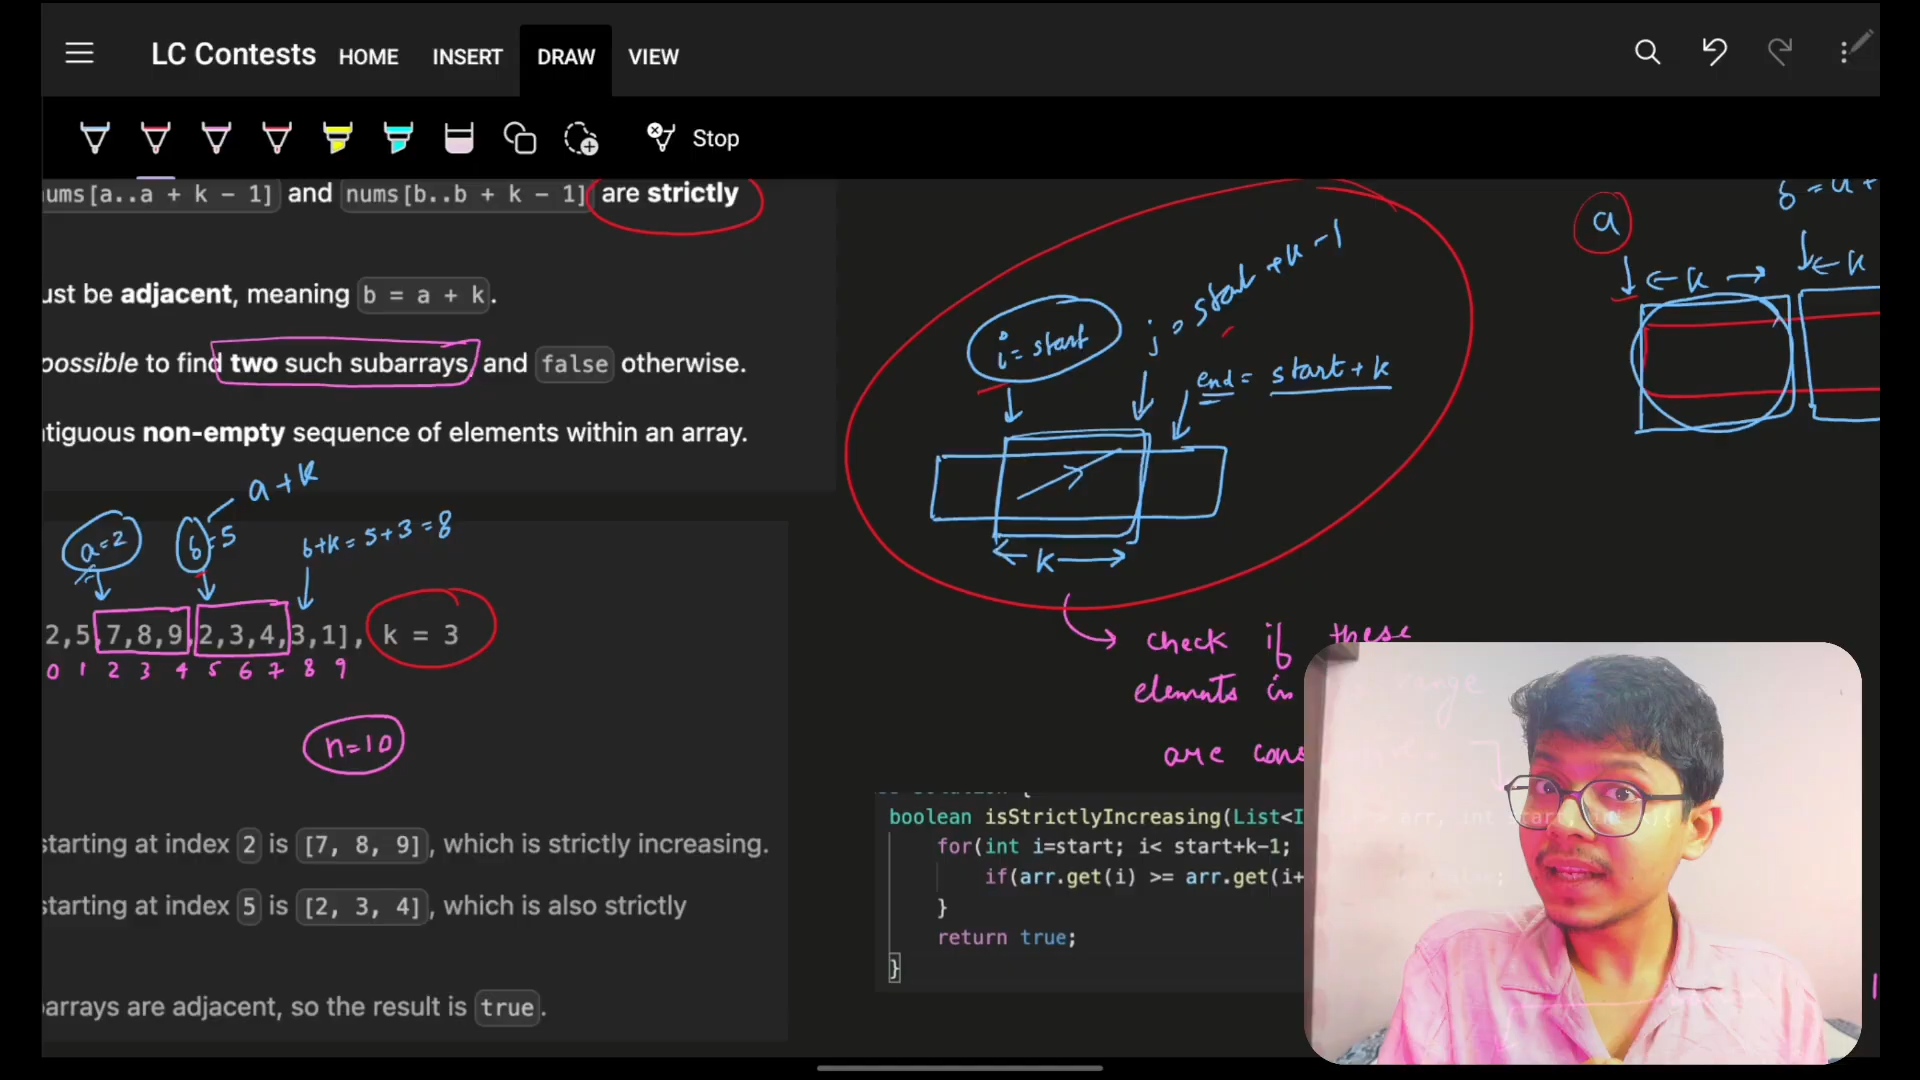 LC Contests HOME INSERT DRAW VIEW
Stop
ums[a..a + k - 1] and nums[b..b + k - 1] are strictly
ust be adjacent, meaning b = a + k.
possible to find two such subarrays, and false otherwise.
tiguous non-empty sequence of elements within an array.
a+k
a=2
b=5
b+k = 5+3=8
2,5,7,8,9,2,3,4,3,1], k = 3
0 1 2 3 4 5 6 7 8 9
n=10
starting at index 2 is [7, 8, 9], which is strictly increasing.
starting at index 5 is [2, 3, 4], which is also strictly
arrays are adjacent, so the result is true.
i= start
j = start+k-1
end = start+k
k
a
k
k
check if these
elements in range
are cons
boolean isStrictlyIncreasing(List<I arr, int start, int k){
for(int i=start; i< start+k-1;
if(arr.get(i) >= arr.get(i+
}
return true;
}